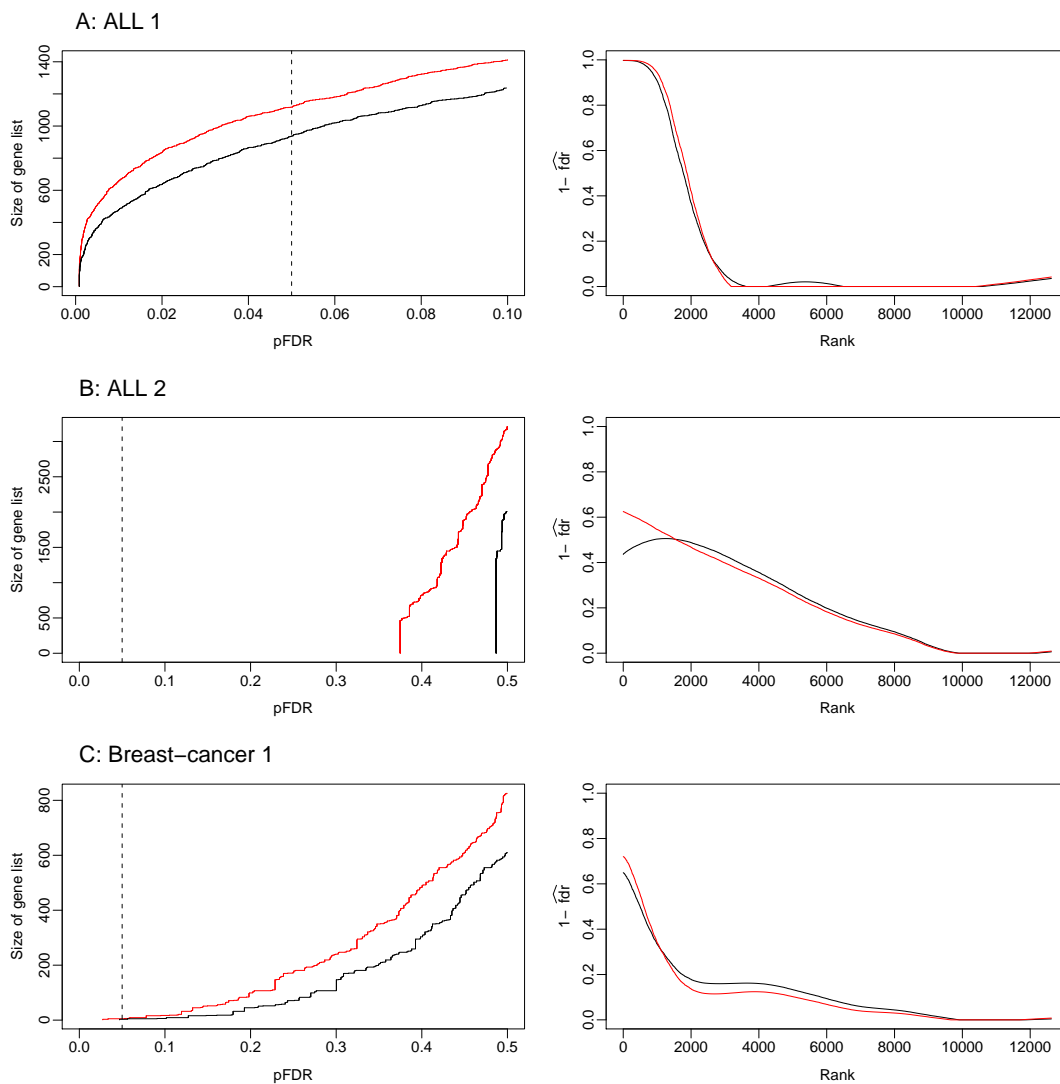 A: ALL 1
Size of gene list
0 200 600 1000 1400
0.00 0.02 0.04 0.06 0.08 0.10
pFDR
1− fdr
0.0 0.2 0.4 0.6 0.8 1.0
0 2000 4000 6000 8000 10000 12000
Rank
B: ALL 2
Size of gene list
0 500 1500 2500
0.0 0.1 0.2 0.3 0.4 0.5
pFDR
1− fdr
0.0 0.2 0.4 0.6 0.8 1.0
0 2000 4000 6000 8000 10000 12000
Rank
C: Breast−cancer 1
Size of gene list
0 200 400 600 800
0.0 0.1 0.2 0.3 0.4 0.5
pFDR
1− fdr
0.0 0.2 0.4 0.6 0.8 1.0
0 2000 4000 6000 8000 10000 12000
Rank